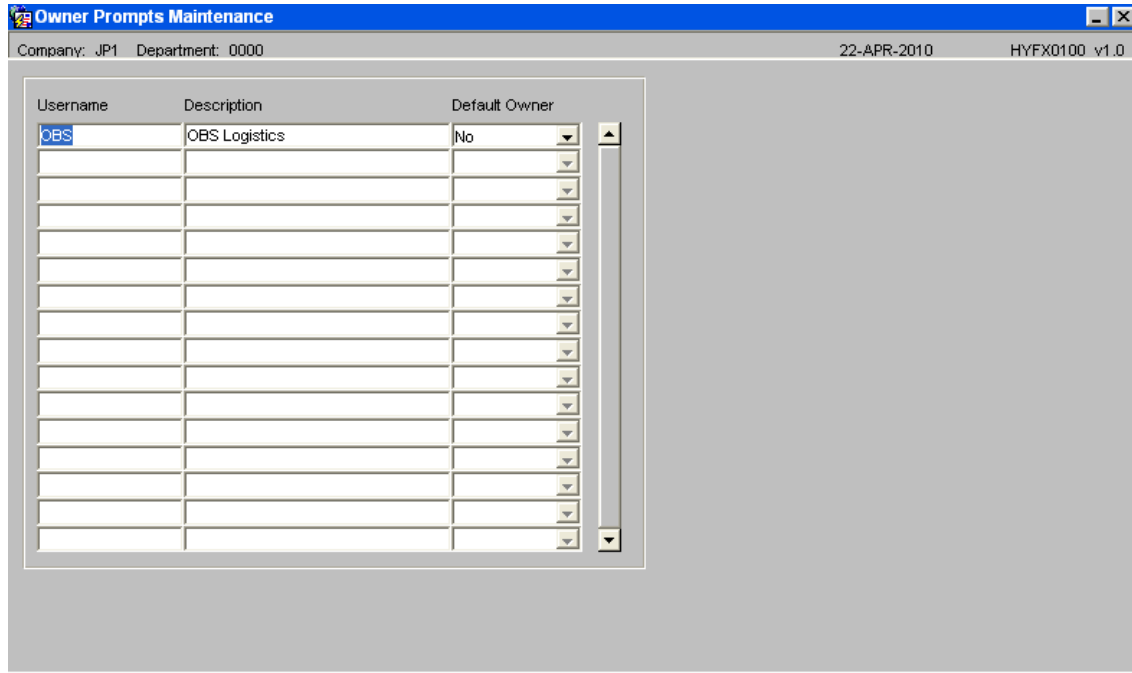 Owner Prompts Maintenance
Company: JP1 Department: 0000 22-APR-2010 HYFX0100 v1.0
Username Description Default Owner
OBS OBS Logistics No